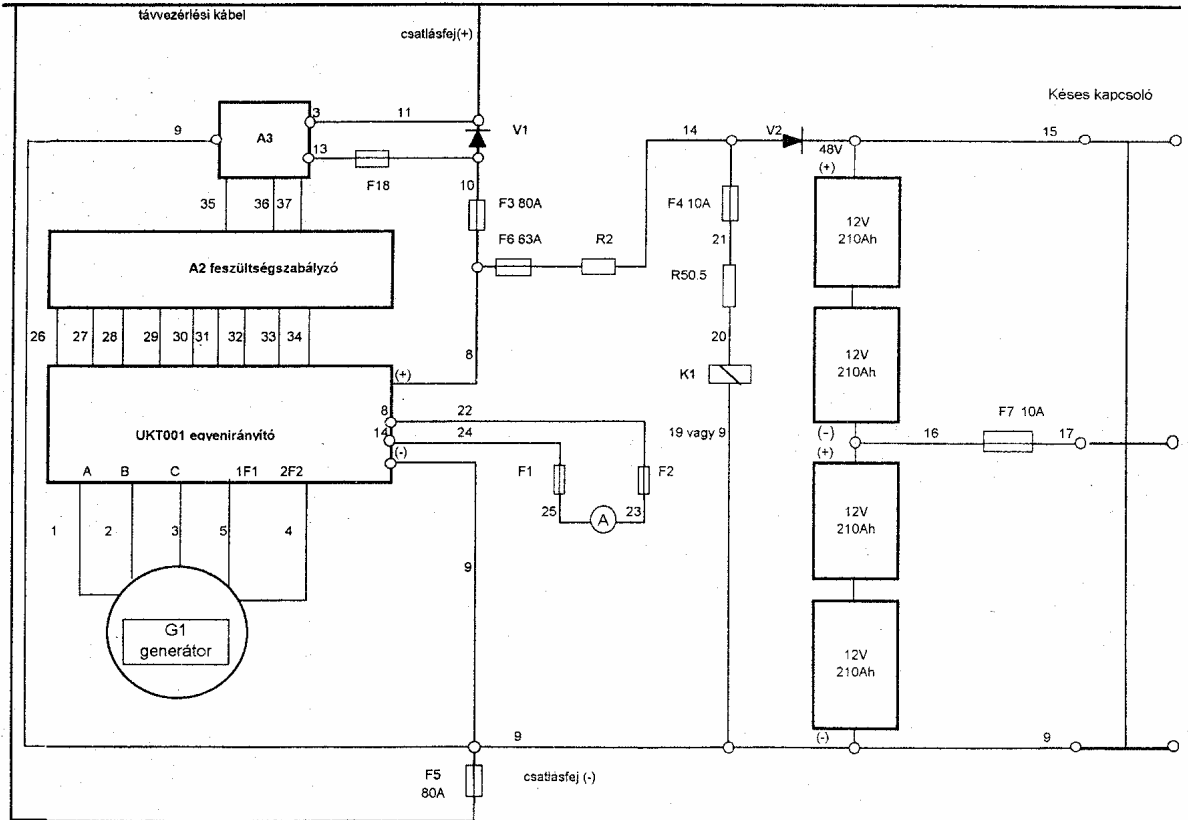 távvezérlési kábel
csatlásfej(+)
Késes kapcsoló
9
A3
3
11
V1
14
V2
15
13
F18
48V
(+)
10
35
36
37
F3 80A
F4 10A
12V
210Ah
F6 63A
R2
21
A2 feszültségszabályzó
R50.5
26
27
28
29
30
31
32
33
34
20
8
12V
210Ah
(+)
K1
8
22
F7 10A
UKT001 egyenirányító
14
24
19 vagy 9
(-)
16
17
(-)
(+)
A
B
C
1F1
2F2
F1
F2
25
A
23
12V
210Ah
1
2
3
5
4
9
G1
generátor
12V
210Ah
9
(-)
9
F5
80A
csatlásfej (-)